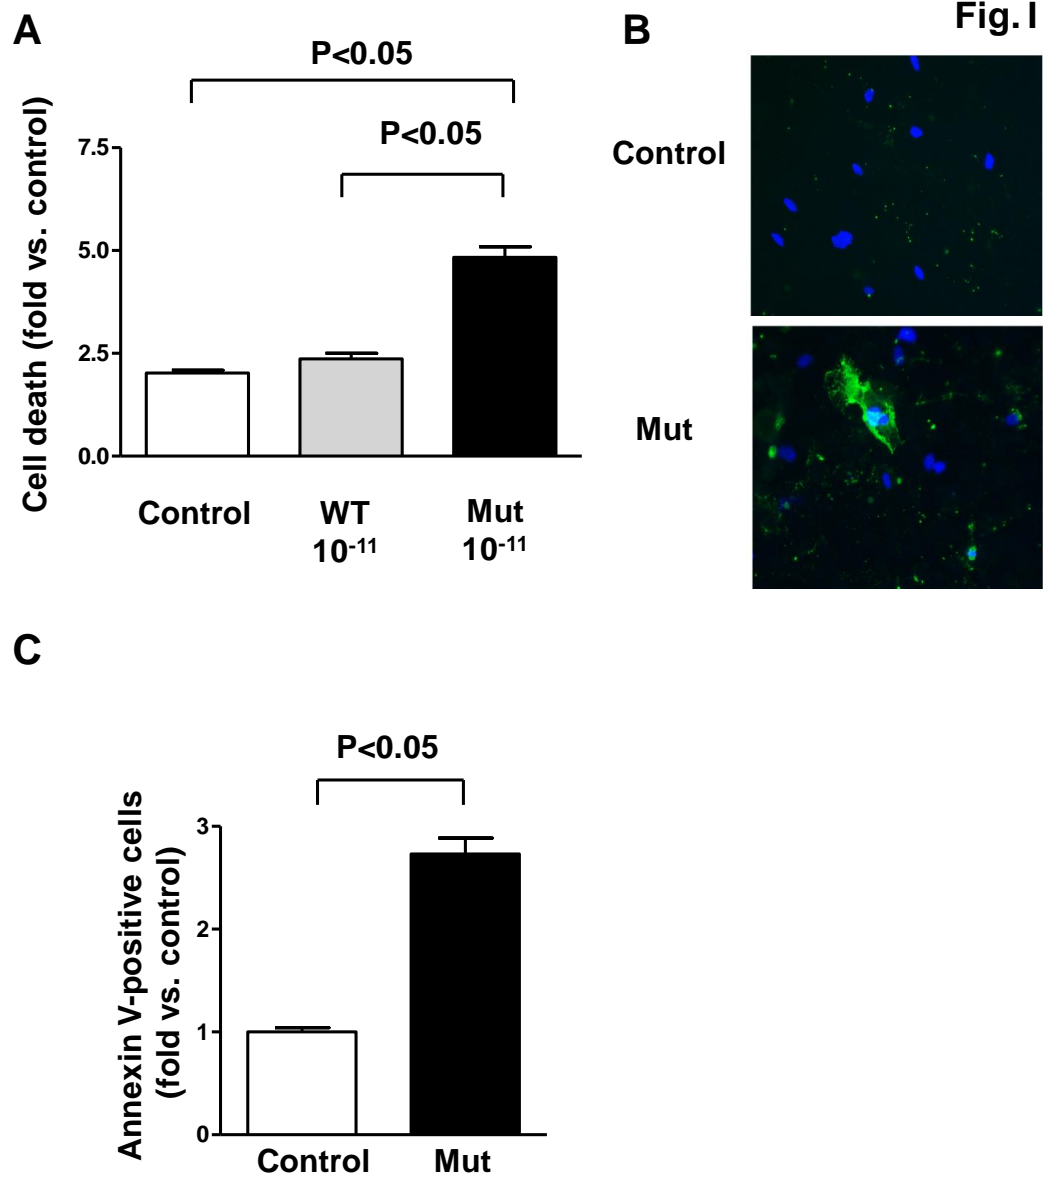 Fig. I
A
B
P<0.05
P<0.05
Cell death (fold vs. control)
7.5
5.0
2.5
0.0
Control
WT
10⁻¹¹
Mut
10⁻¹¹
Control
Mut
C
P<0.05
Annexin V-positive cells
(fold vs. control)
3
2
1
0
Control
Mut